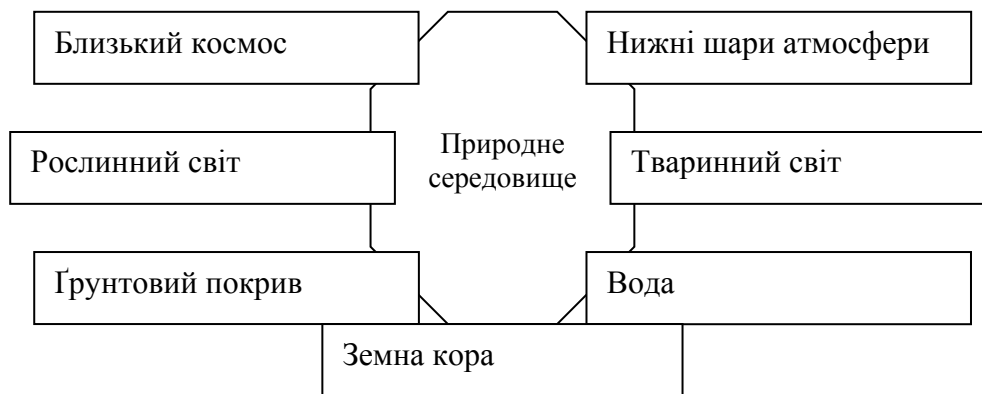 Близький космос
Нижні шари атмосфери
Рослинний світ
Природне
середовище
Тваринний світ
Ґрунтовий покрив
Вода
Земна кора